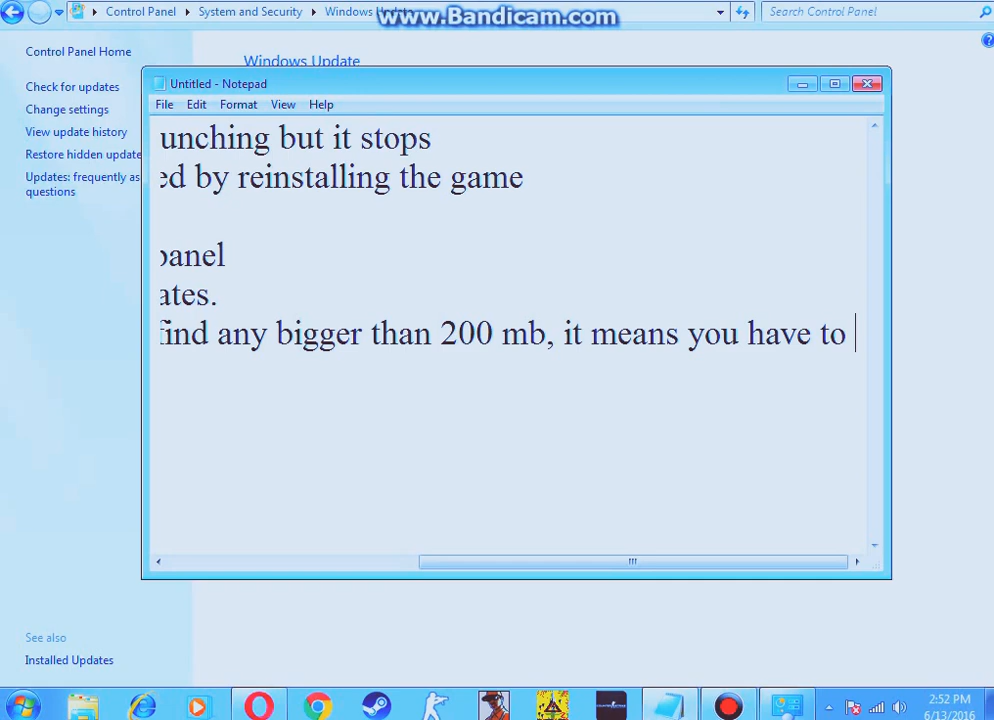 Control Panel ▸ System and Security ▸ Windows Update
www.Bandicam.com
Search Control Panel
Control Panel Home
Windows Update
Check for updates
Change settings
View update history
Restore hidden update
Updates: frequently as
questions
Untitled - Notepad
File Edit Format View Help
unching but it stops
ed by reinstalling the game
panel
ates.
find any bigger than 200 mb, it means you have to
See also
Installed Updates
2:52 PM
6/13/2016